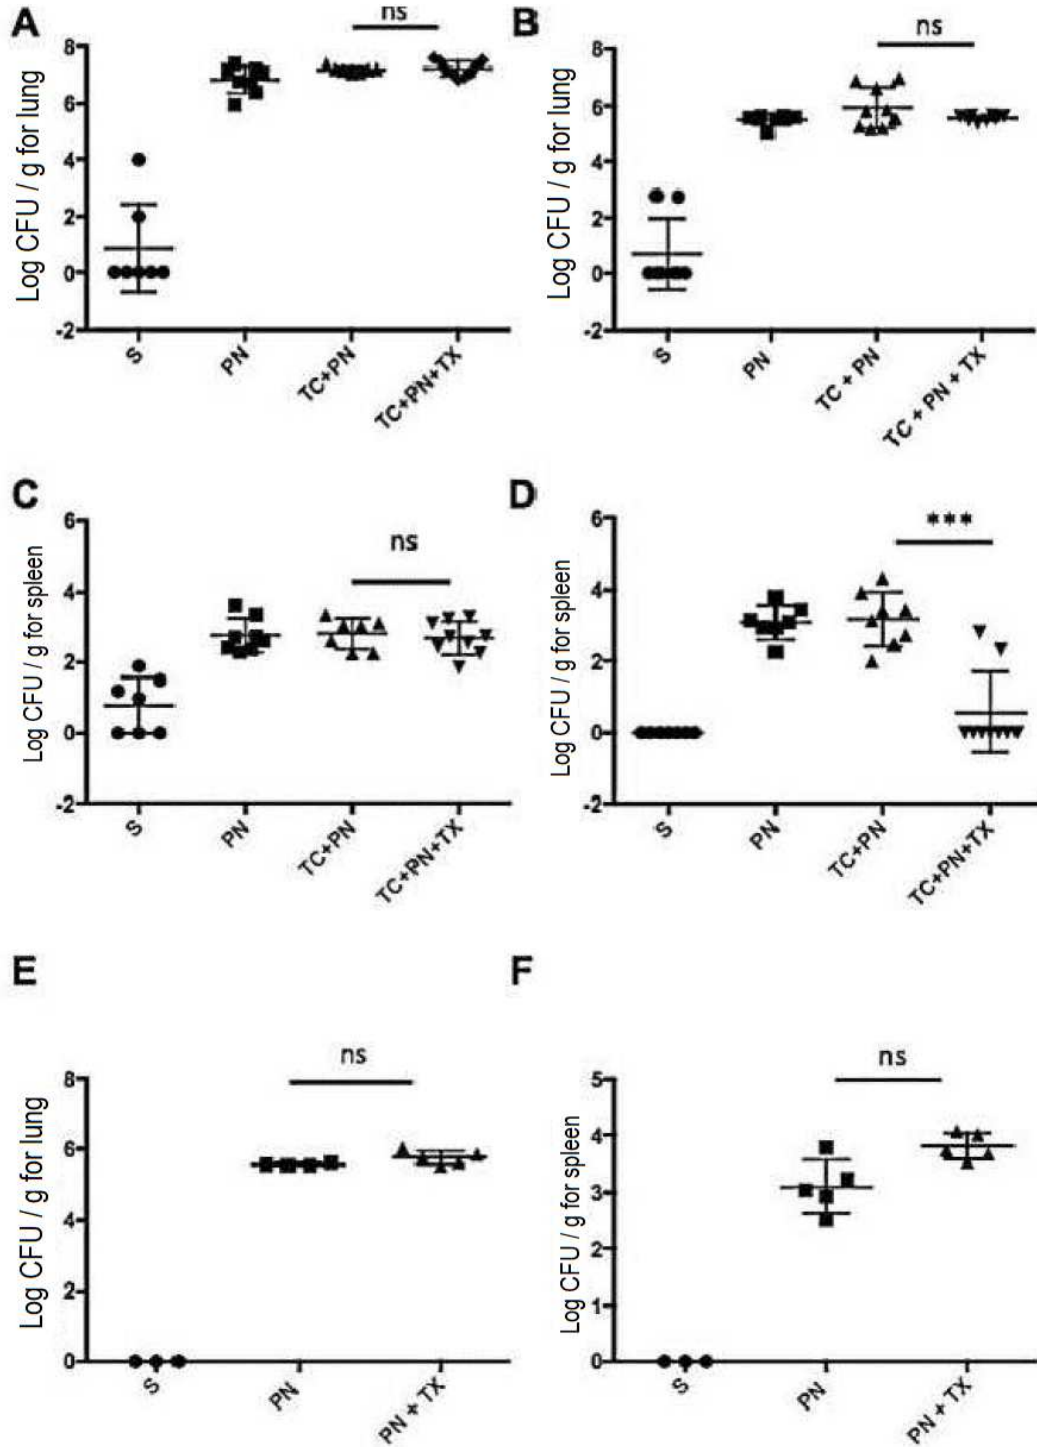 A
ns
Log CFU / g for lung
8
6
4
2
0
-2
S
PN
TC+PN
TC+PN+TX
B
ns
Log CFU / g for lung
8
6
4
2
0
-2
S
PN
TC + PN
TC + PN + TX
C
ns
Log CFU / g for spleen
6
4
2
0
-2
S
PN
TC+PN
TC+PN+TX
D
***
Log CFU / g for spleen
6
4
2
0
-2
S
PN
TC+PN
TC+PN+TX
E
ns
Log CFU / g for lung
8
6
4
2
0
S
PN
PN + TX
F
ns
Log CFU / g for spleen
5
4
3
2
1
0
S
PN
PN + TX